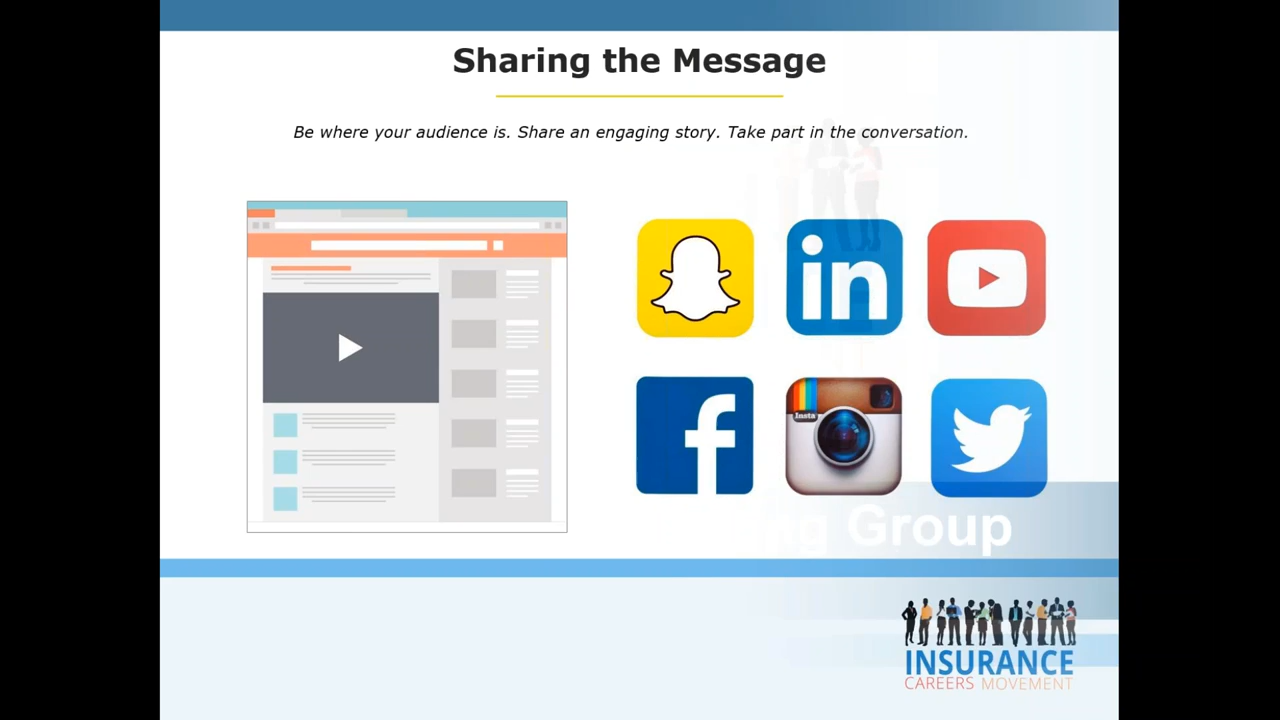 Sharing the Message
Be where your audience is. Share an engaging story. Take part in the conversation.
in
f
Insta
Group
INSURANCE
CAREERS MOVEMENT